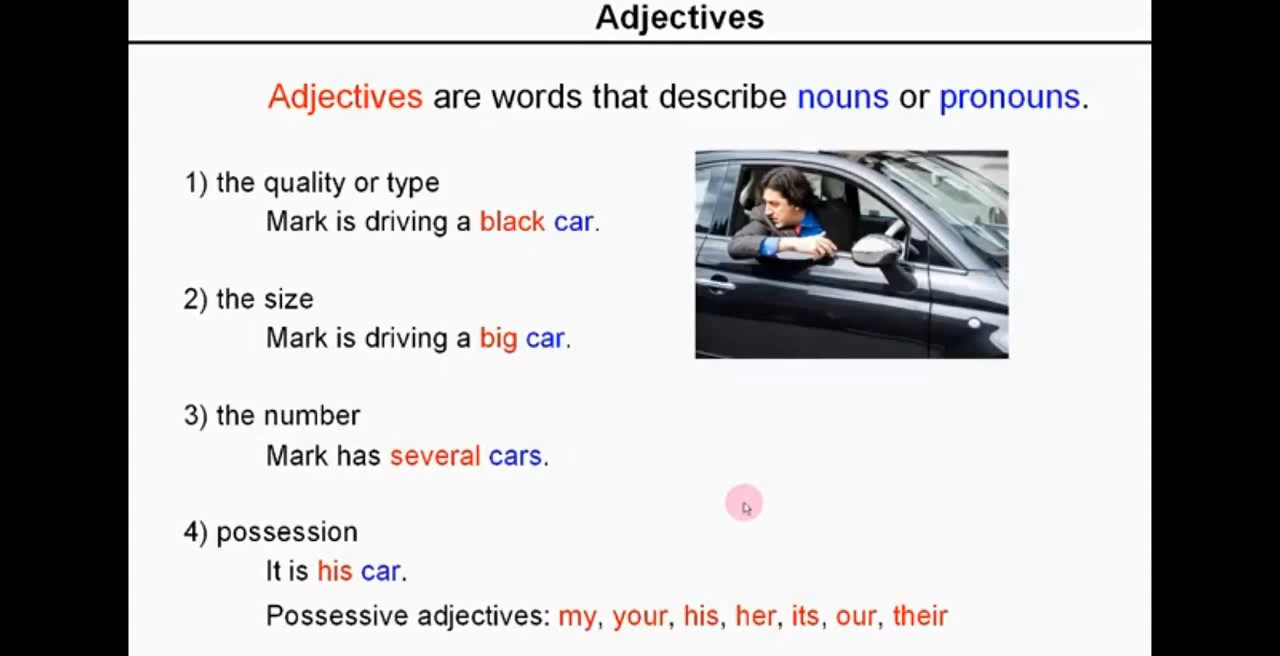 Adjectives
Adjectives are words that describe nouns or pronouns.
1) the quality or type
Mark is driving a black car.
2) the size
Mark is driving a big car.
3) the number
Mark has several cars.
4) possession
It is his car.
Possessive adjectives: my, your, his, her, its, our, their